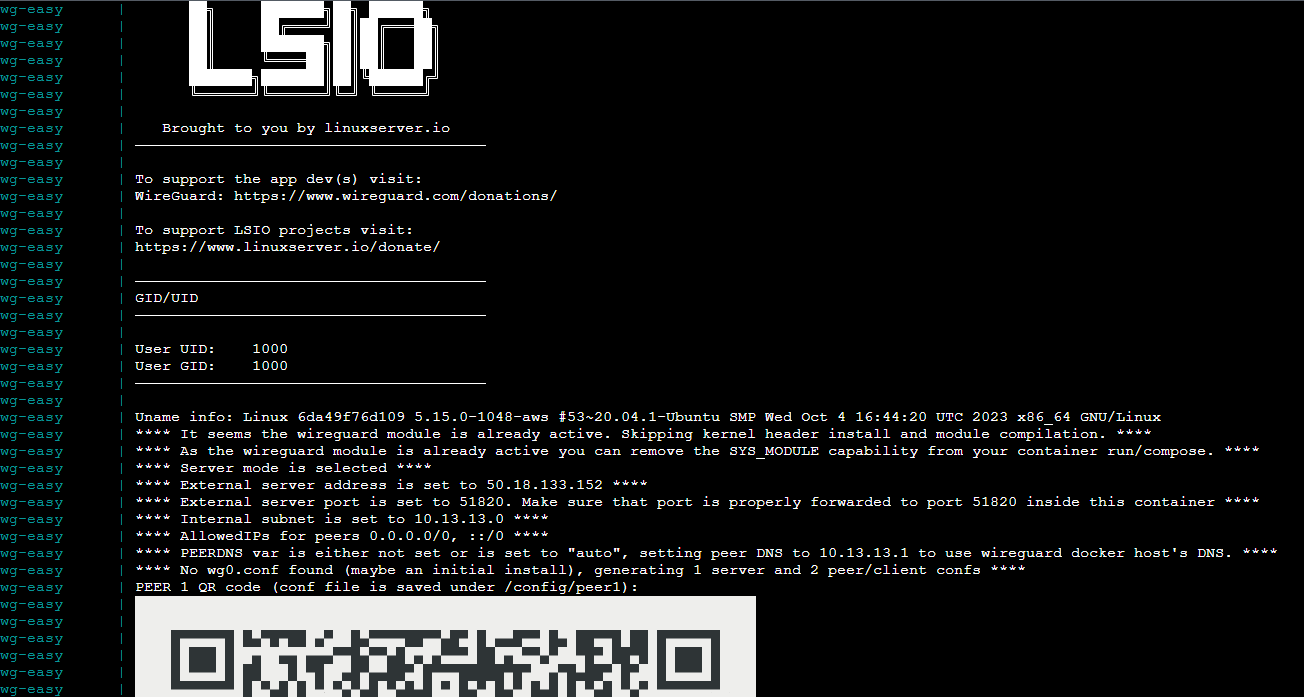 wg-easy |
wg-easy |
wg-easy | LSIO
wg-easy |
wg-easy |
wg-easy |
wg-easy |
wg-easy | Brought to you by linuxserver.io
wg-easy | ───────────────────────────────────────
wg-easy |
wg-easy | To support the app dev(s) visit:
wg-easy | WireGuard: https://www.wireguard.com/donations/
wg-easy |
wg-easy | To support LSIO projects visit:
wg-easy | https://www.linuxserver.io/donate/
wg-easy |
wg-easy | ───────────────────────────────────────
wg-easy | GID/UID
wg-easy | ───────────────────────────────────────
wg-easy |
wg-easy | User UID:    1000
wg-easy | User GID:    1000
wg-easy | ───────────────────────────────────────
wg-easy |
wg-easy | Uname info: Linux 6da49f76d109 5.15.0-1048-aws #53~20.04.1-Ubuntu SMP Wed Oct 4 16:44:20 UTC 2023 x86_64 GNU/Linux
wg-easy | **** It seems the wireguard module is already active. Skipping kernel header install and module compilation. ****
wg-easy | **** As the wireguard module is already active you can remove the SYS_MODULE capability from your container run/compose. ****
wg-easy | **** Server mode is selected ****
wg-easy | **** External server address is set to 50.18.133.152 ****
wg-easy | **** External server port is set to 51820. Make sure that port is properly forwarded to port 51820 inside this container ****
wg-easy | **** Internal subnet is set to 10.13.13.0 ****
wg-easy | **** AllowedIPs for peers 0.0.0.0/0, ::/0 ****
wg-easy | **** PEERDNS var is either not set or is set to "auto", setting peer DNS to 10.13.13.1 to use wireguard docker host's DNS. ****
wg-easy | **** No wg0.conf found (maybe an initial install), generating 1 server and 2 peer/client confs ****
wg-easy | PEER 1 QR code (conf file is saved under /config/peer1):
wg-easy |
wg-easy |
wg-easy |
wg-easy |
wg-easy |
wg-easy |